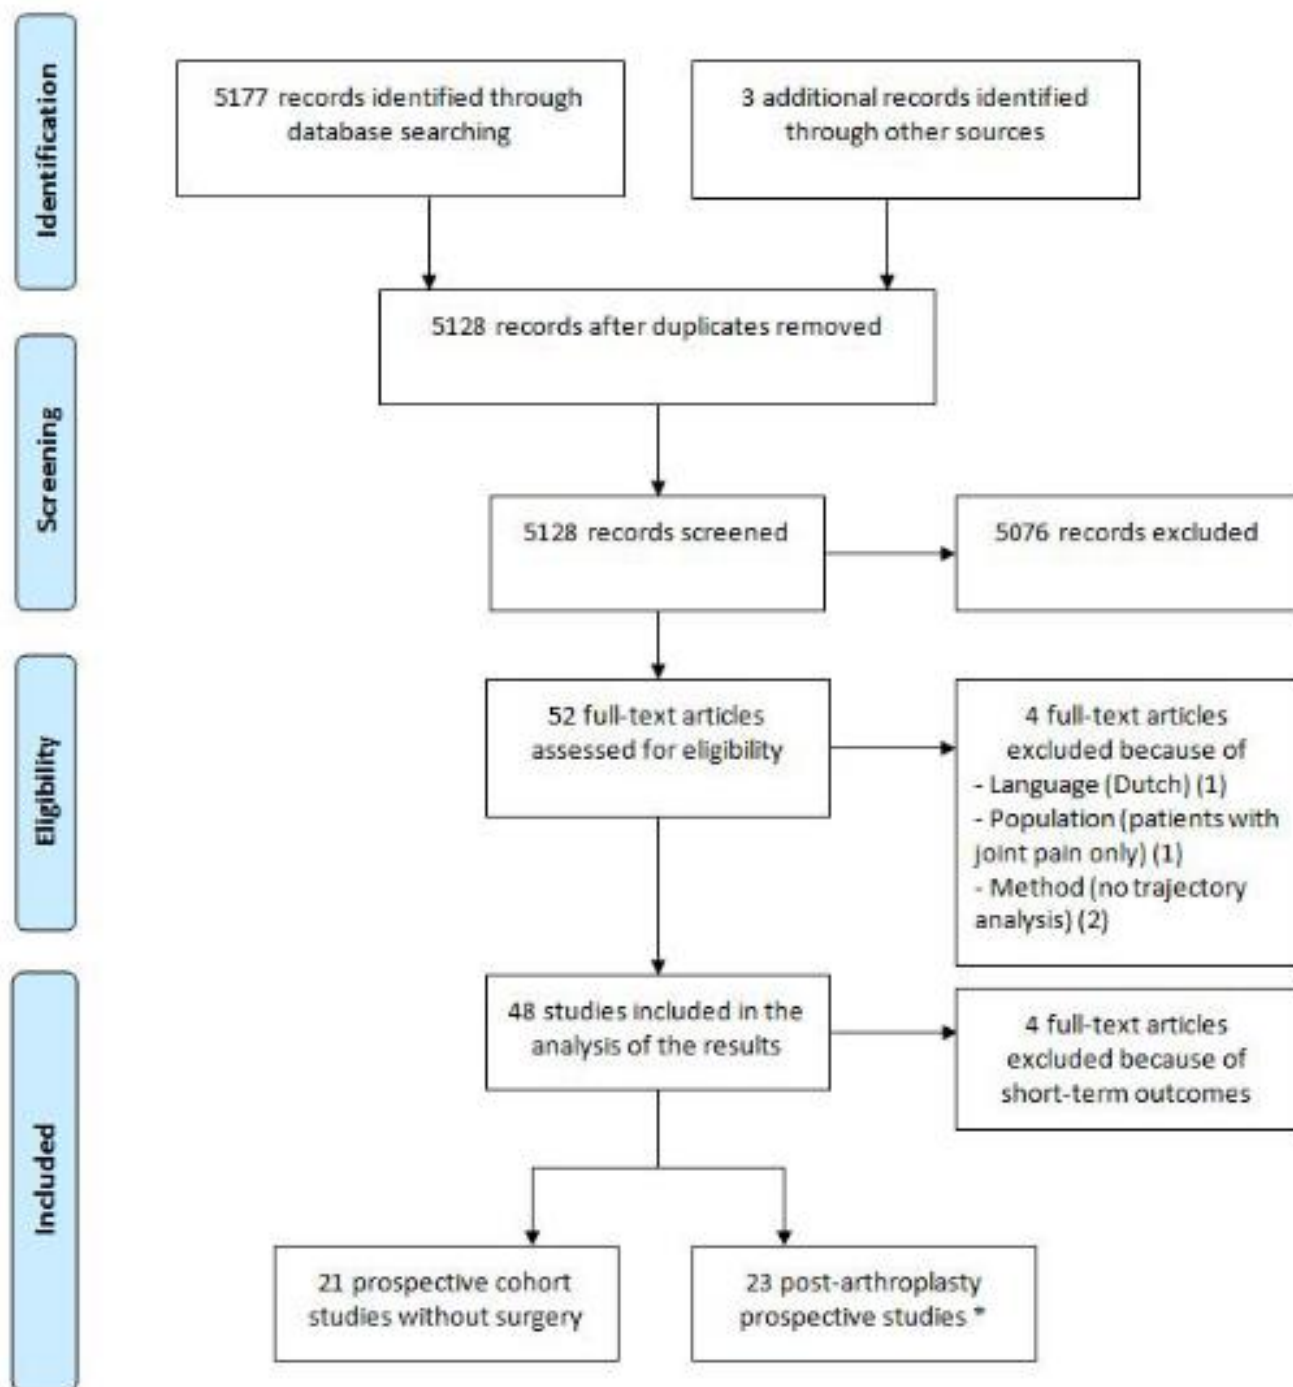 Identification
5177 records identified through
database searching
3 additional records identified
through other sources
5128 records after duplicates removed
Screening
5128 records screened
5076 records excluded
Eligibility
52 full-text articles
assessed for eligibility
4 full-text articles
excluded because of
- Language (Dutch) (1)
- Population (patients with
joint pain only) (1)
- Method (no trajectory
analysis) (2)
Included
48 studies included in the
analysis of the results
4 full-text articles
excluded because of
short-term outcomes
21 prospective cohort
studies without surgery
23 post-arthroplasty
prospective studies *